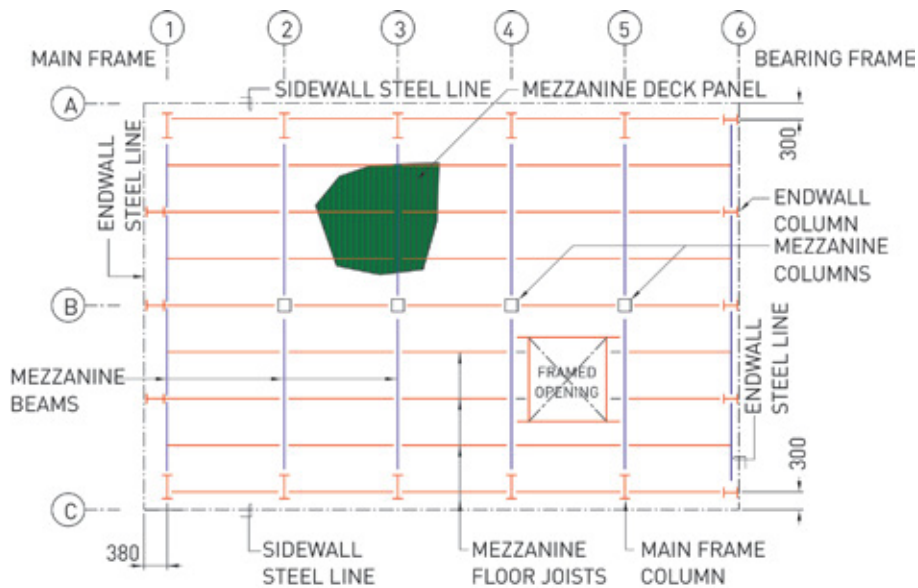 1 2 3 4 5 6
MAIN FRAME
BEARING FRAME
SIDEWALL STEEL LINE
MEZZANINE DECK PANEL
A
300
ENDWALL
STEEL LINE
ENDWALL
COLUMN
MEZZANINE
COLUMNS
B
MEZZANINE
BEAMS
FRAMED
OPENING
ENDWALL
STEEL LINE
300
C
380
SIDEWALL
STEEL LINE
MEZZANINE
FLOOR JOISTS
MAIN FRAME
COLUMN